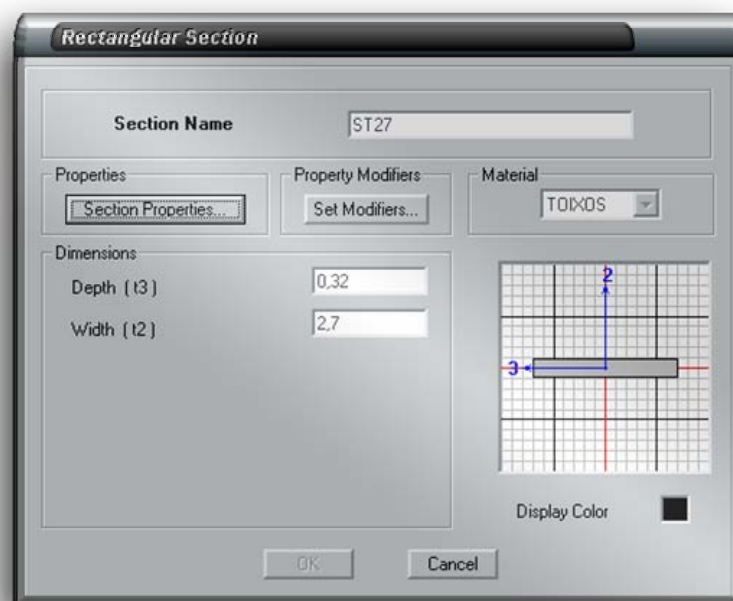 Rectangular Section
Section Name
ST27
Properties
Section Properties...
Property Modifiers
Set Modifiers...
Material
TOIXOS
Dimensions
Depth ( t3 )
0,32
Width ( t2 )
2,7
2
3
Display Color
OK
Cancel